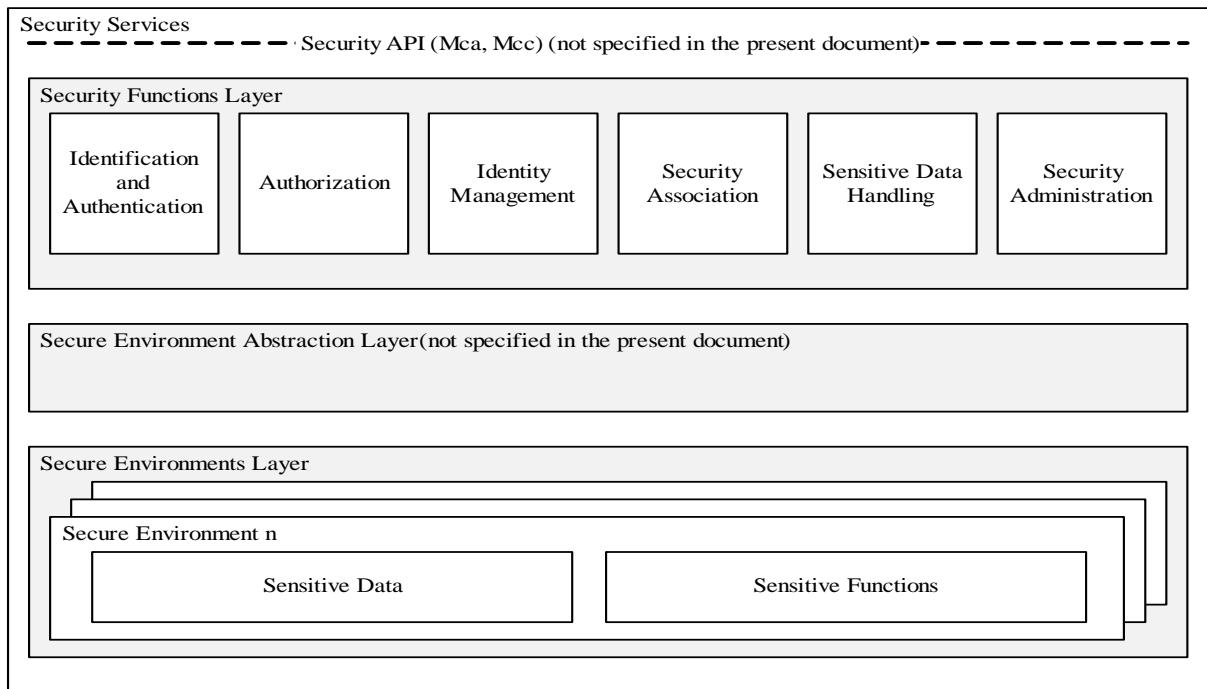 Security Services
Security API (Mca, Mcc) (not specified in the present document)
Security Functions Layer
Identification
and
Authentication
Authorization
Identity
Management
Security
Association
Sensitive Data
Handling
Security
Administration
Secure Environment Abstraction Layer(not specified in the present document)
Secure Environments Layer
Secure Environment n
Sensitive Data
Sensitive Functions